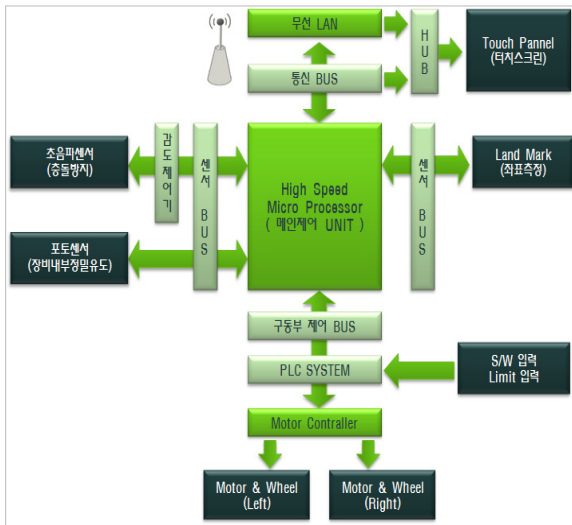 무선 LAN
통신 BUS
HUB
Touch Pannel
(터치스크린)
초음파센서
(충돌방지)
감도제어기
센서 BUS
High Speed
Micro Processor
( 메인제어 UNIT )
센서 BUS
Land Mark
(좌표측정)
포토센서
(장비내부정밀유도)
구동부 제어 BUS
PLC SYSTEM
S/W 입력
Limit 입력
Motor Controller
Motor & Wheel
(Left)
Motor & Wheel
(Right)